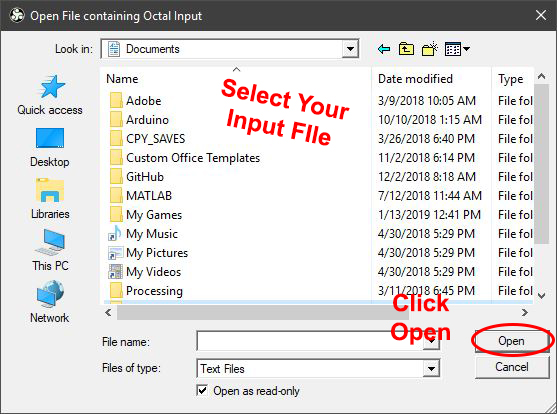 Open File containing Octal Input
Look in: Documents
Name Date modified Type
Adobe 3/9/2018 10:05 AM File fol
Arduino 10/10/2018 1:15 AM File fol
CPY_SAVES 3/26/2018 6:40 PM File fol
Custom Office Templates 11/2/2018 6:14 PM File fol
GitHub 12/2/2018 8:18 AM File fol
MATLAB 7/12/2018 11:44 AM File fol
My Games 1/13/2019 12:41 PM File fol
My Music 4/30/2018 5:29 PM File fol
My Pictures 4/30/2018 5:29 PM File fol
My Videos 4/30/2018 5:29 PM File fol
Processing 3/11/2018 6:45 PM File fol
Quick access
Desktop
Libraries
This PC
Network
Select Your
Input FIle
Click
Open
File name: Open
Files of type: Text Files Cancel
Open as read-only